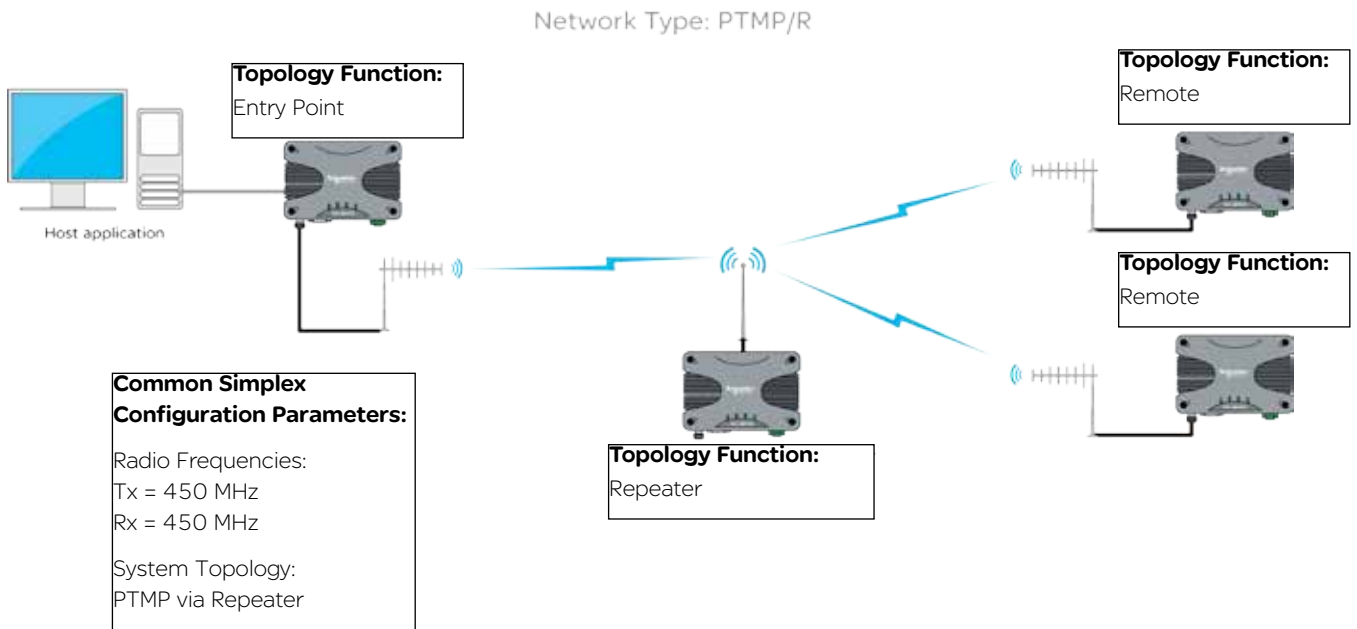 Network Type: PTMP/R
Topology Function:
Entry Point
Topology Function:
Remote
Host application
Topology Function:
Remote
Common Simplex
Configuration Parameters:
Radio Frequencies:
Tx = 450 MHz
Rx = 450 MHz
System Topology:
PTMP via Repeater
Topology Function:
Repeater